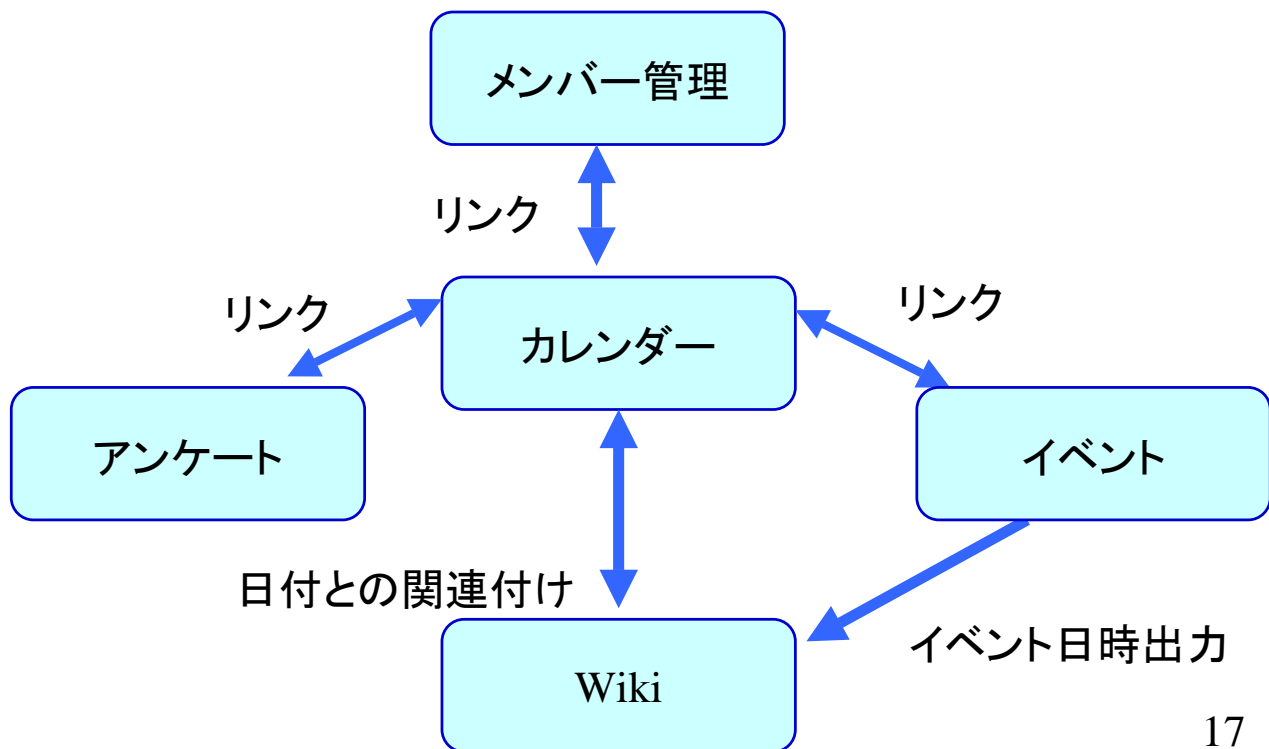 メンバー管理
リンク
リンク
リンク
カレンダー
アンケート
イベント
日付との関連付け
イベント日時出力
Wiki
17